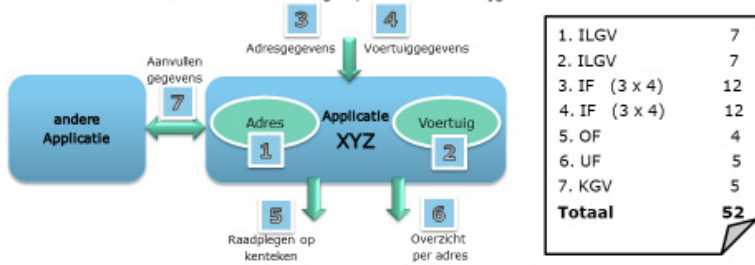 3
4
Adresgegevens
Voertuiggegevens
Aanvullen
gegevens
7
andere
Applicatie
Adres
1
Applicatie
XYZ
Voertuig
2
5
Raadplegen op
kenteken
6
Overzicht
per adres
1. ILGV 7
2. ILGV 7
3. IF (3 x 4) 12
4. IF (3 x 4) 12
5. OF 4
6. UF 5
7. KGV 5
Totaal 52